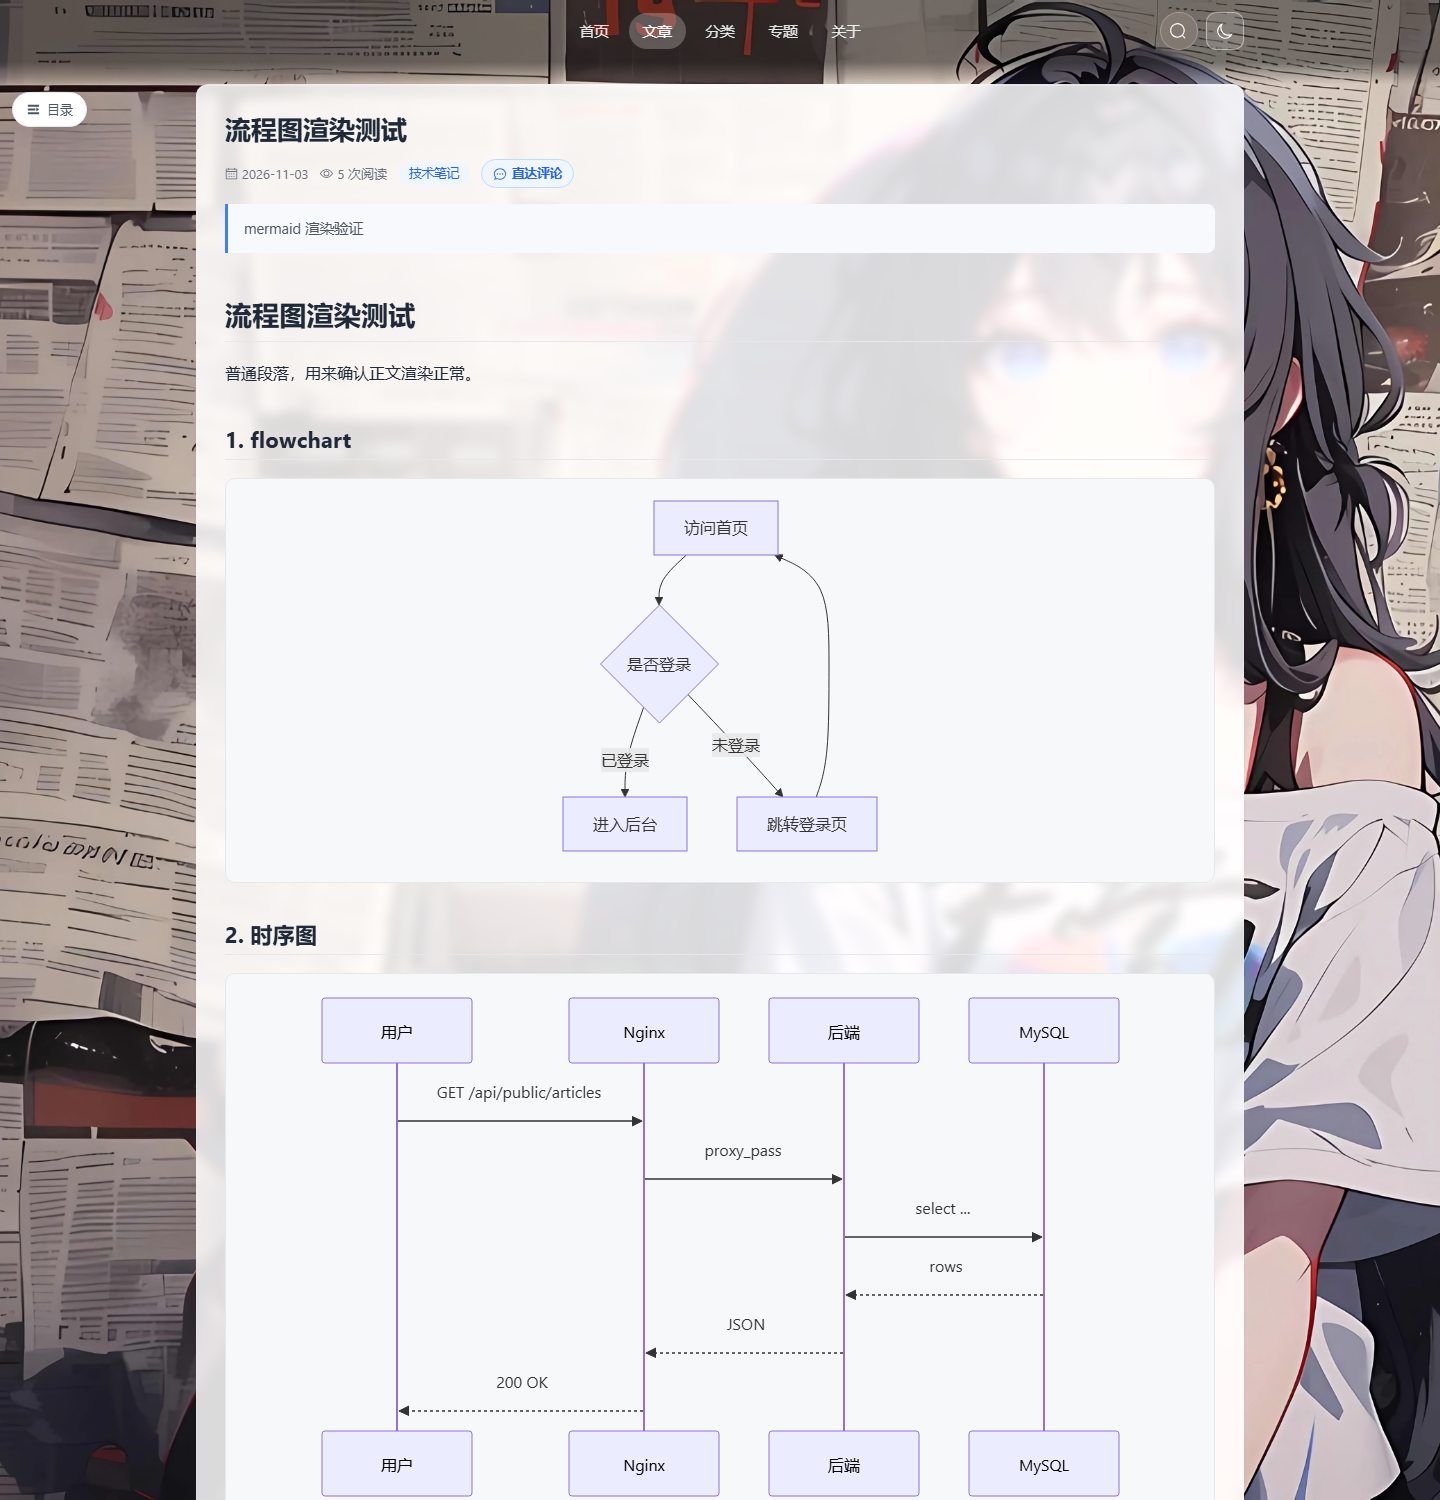 首页 文章 分类 专题 关于
目录
流程图渲染测试
2026-11-03 5 次阅读 技术笔记 直达评论
mermaid 渲染验证
流程图渲染测试
普通段落，用来确认正文渲染正常。
1. flowchart
访问首页
是否登录
未登录
已登录
进入后台 跳转登录页
2. 时序图
用户 Nginx 后端 MySQL
GET /api/public/articles
proxy_pass
select ...
rows
JSON
200 OK
用户 Nginx 后端 MySQL